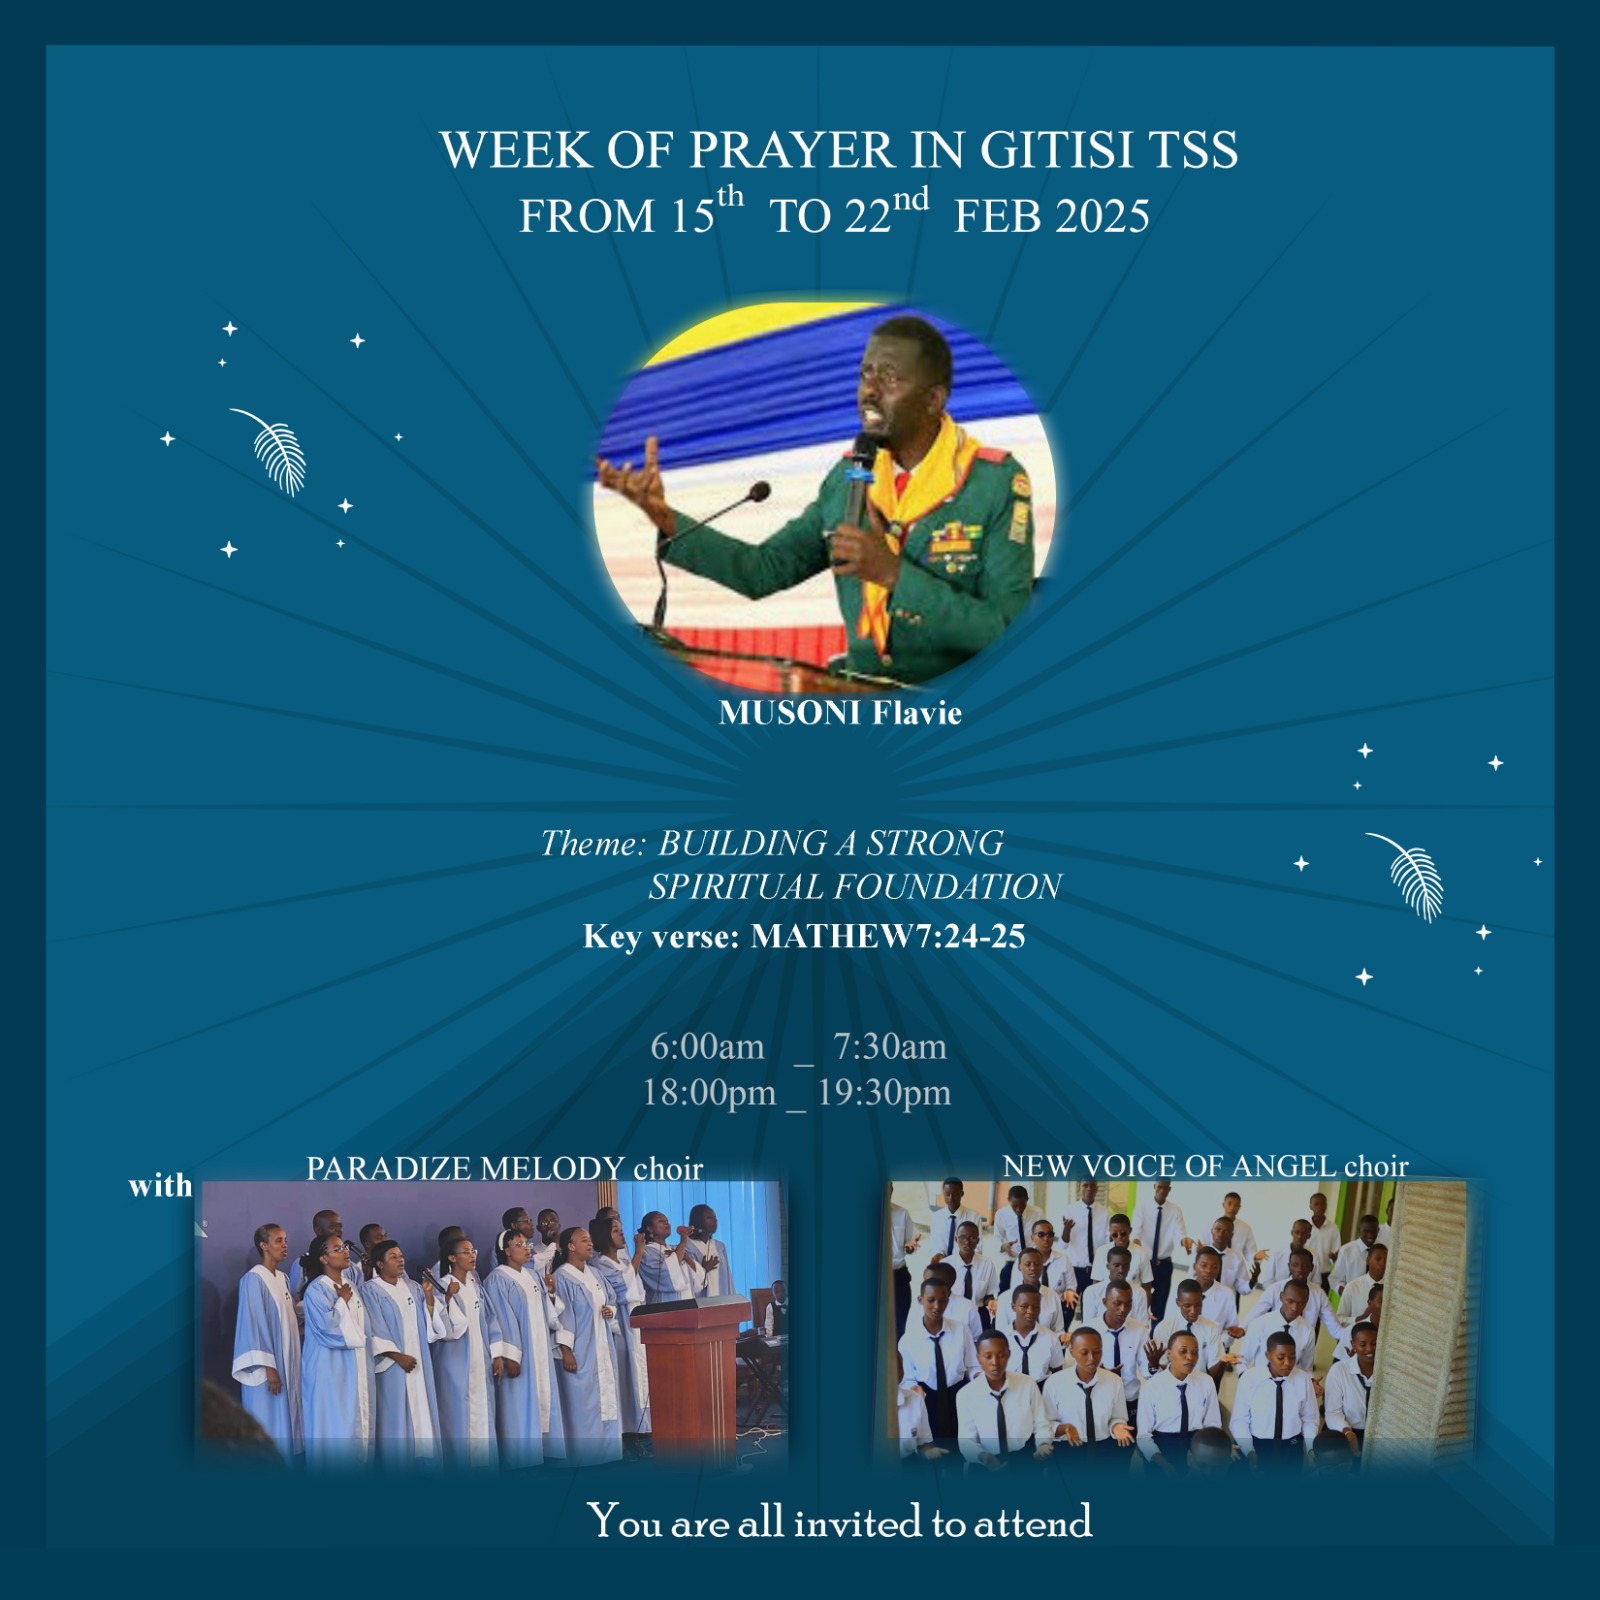 WEEK OF PRAYER IN GITISI TSS
FROM 15th TO 22nd FEB 2025
MUSONI Flavie
Theme: BUILDING A STRONG
SPIRITUAL FOUNDATION
Key verse: MATHEW7:24-25
6:00am _ 7:30am
18:00pm _ 19:30pm
with
PARADIZE MELODY choir
NEW VOICE OF ANGEL choir
You are all invited to attend